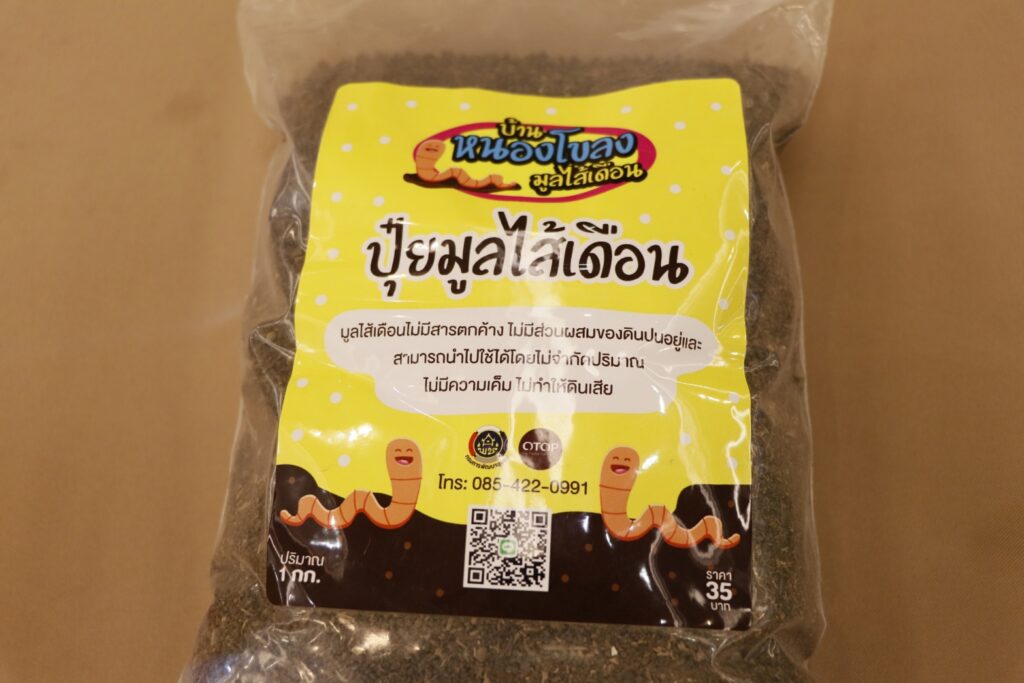 บ้าน
หนองโขลง
มูลไส้เดือน
ปุ๋ยมูลไส้เดือน
มูลไส้เดือนไม่มีสารตกค้าง ไม่มีส่วนผสมของดินปนอยู่และ
สามารถนำไปใช้ได้โดยไม่จำกัดปริมาณ
ไม่มีความเค็ม ไม่ทำให้ดินเสีย
OTOP
โทร: 085-422-0991
ปริมาณ
1 กก.
ราคา
35
บาท